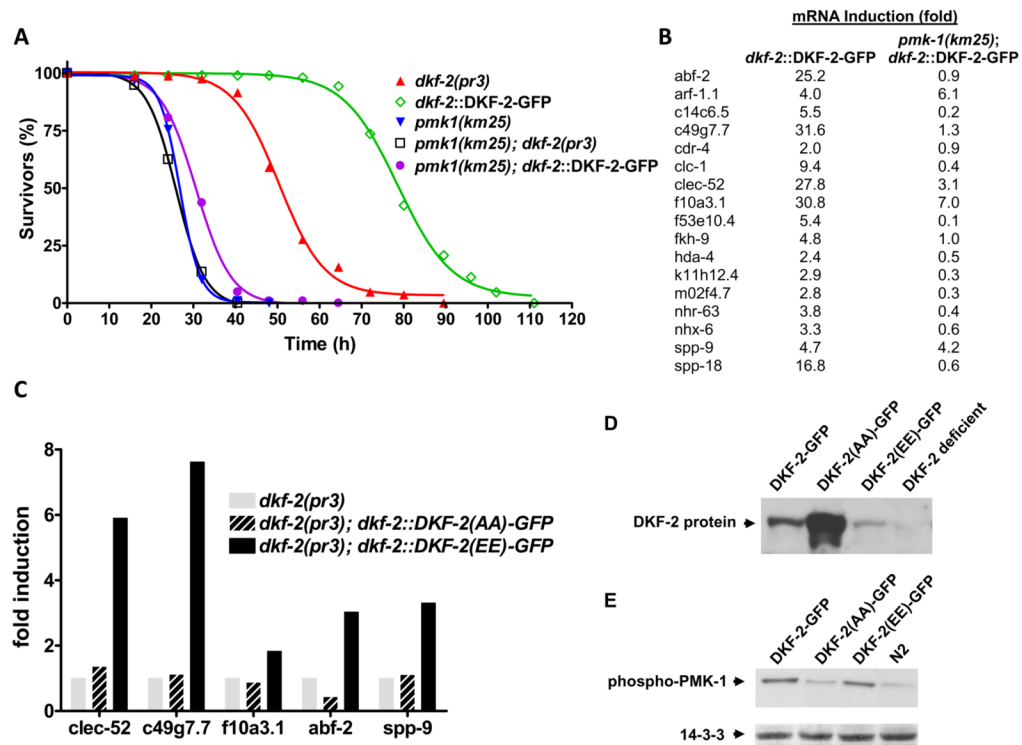 A
Survivors (%)
100
75
50
25
0
0 10 20 30 40 50 60 70 80 90 100 110 120
Time (h)
dkf-2(pr3)
dkf-2::DKF-2-GFP
pmk1(km25)
pmk1(km25); dkf-2(pr3)
pmk1(km25); dkf-2::DKF-2-GFP
B
mRNA Induction (fold)
dkf-2::DKF-2-GFP
pmk-1(km25);
dkf-2::DKF-2-GFP
abf-2 25.2 0.9
arf-1.1 4.0 6.1
c14c6.5 5.5 0.2
c49g7.7 31.6 1.3
cdr-4 2.0 0.9
clc-1 9.4 0.4
clec-52 27.8 3.1
f10a3.1 30.8 7.0
f53e10.4 5.4 0.1
fkh-9 4.8 1.0
hda-4 2.4 0.5
k11h12.4 2.9 0.3
m02f4.7 2.8 0.3
nhr-63 3.8 0.4
nhx-6 3.3 0.6
spp-9 4.7 4.2
spp-18 16.8 0.6
C
fold induction
8
6
4
2
0
dkf-2(pr3)
dkf-2(pr3); dkf-2::DKF-2(AA)-GFP
dkf-2(pr3); dkf-2::DKF-2(EE)-GFP
clec-52 c49g7.7 f10a3.1 abf-2 spp-9
D
DKF-2-GFP
DKF-2(AA)-GFP
DKF-2(EE)-GFP
DKF-2 deficient
DKF-2 protein
E
DKF-2-GFP
DKF-2(AA)-GFP
DKF-2(EE)-GFP
N2
phospho-PMK-1
14-3-3